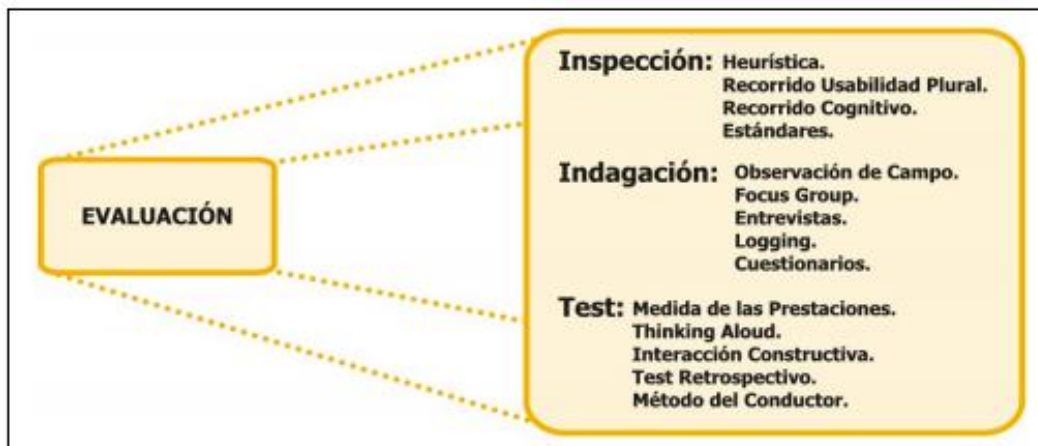 EVALUACIÓN
Inspección: Heurística.
Recorrido Usabilidad Plural.
Recorrido Cognitivo.
Estándares.
Indagación: Observación de Campo.
Focus Group.
Entrevistas.
Logging.
Cuestionarios.
Test: Medida de las Prestaciones.
Thinking Aloud.
Interacción Constructiva.
Test Retrospectivo.
Método del Conductor.